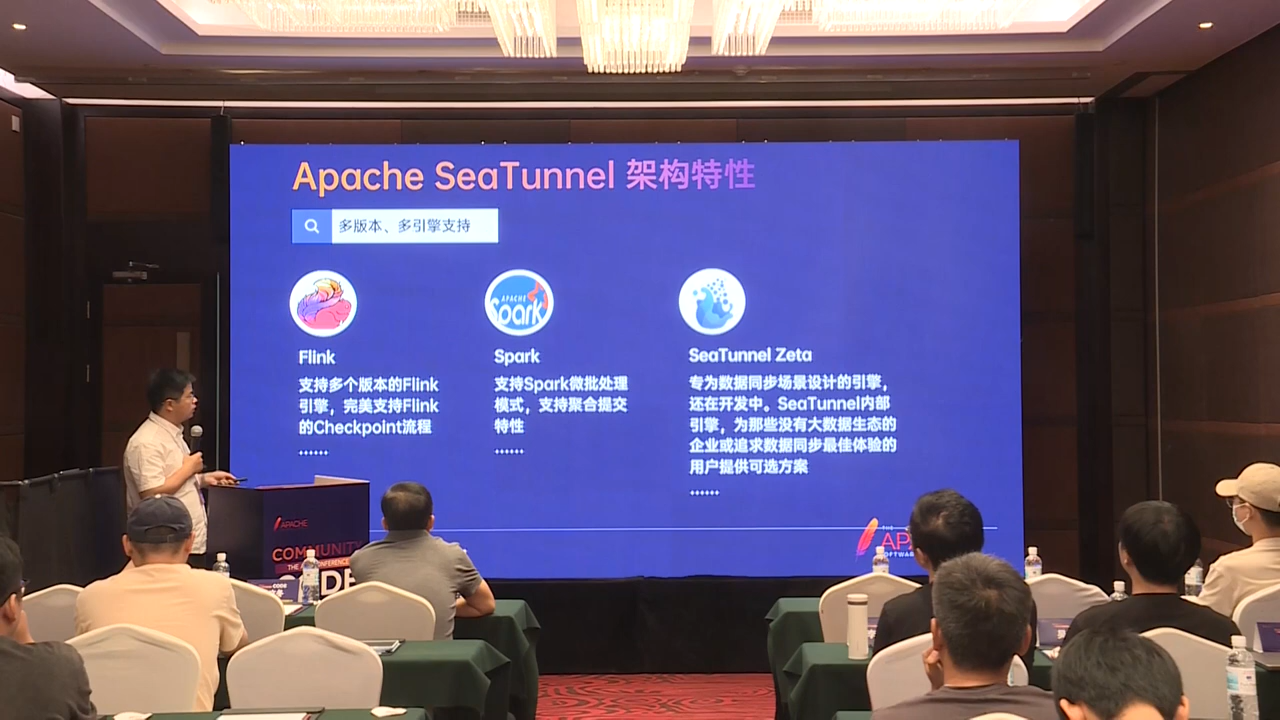 Apache SeaTunnel 架构特性
多版本、多引擎支持
APACHE
Spark
Flink
支持多个版本的Flink
引擎，完美支持Flink
的Checkpoint流程
......
Spark
支持Spark微批处理
模式，支持聚合提交
特性
......
SeaTunnel Zeta
专为数据同步场景设计的引擎，
还在开发中。SeaTunnel内部
引擎，为那些没有大数据生态的
企业或追求数据同步最佳体验的
用户提供可选方案
......
THE
APACHE
COMMUNITY
THE
CODE